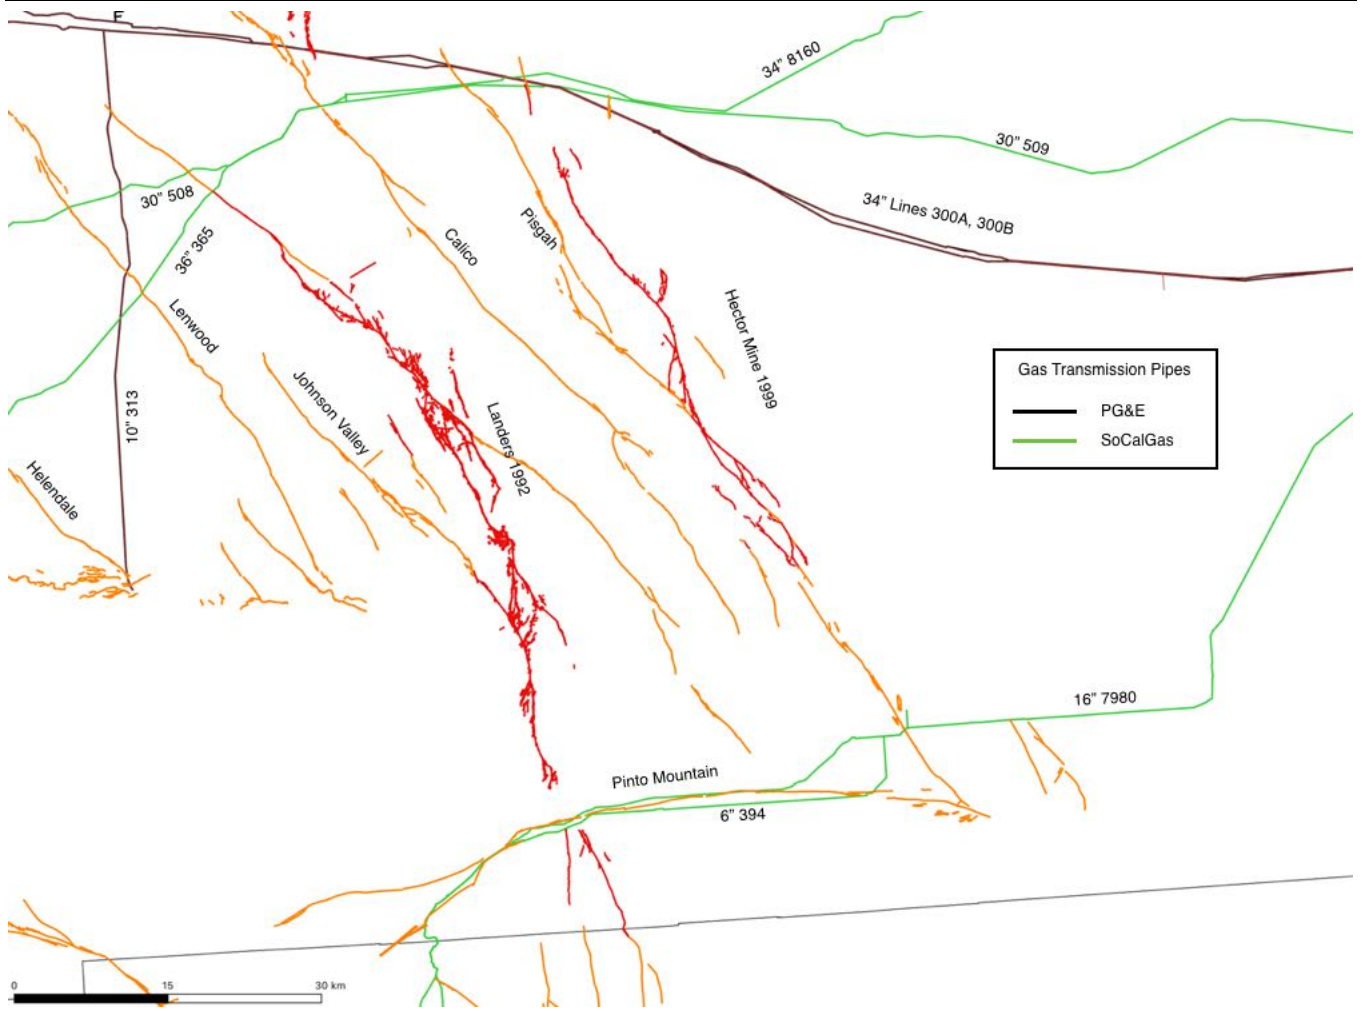 34” 8160
30” 509
30” 508
34” Lines 300A, 300B
36” 365
Calico
Pisgah
Lenwood
Hector Mine 1999
Johnson Valley
Landers 1992
10” 313
Helendale
Gas Transmission Pipes
PG&E
SoCalGas
16” 7980
Pinto Mountain
6” 394
0 15 30 km